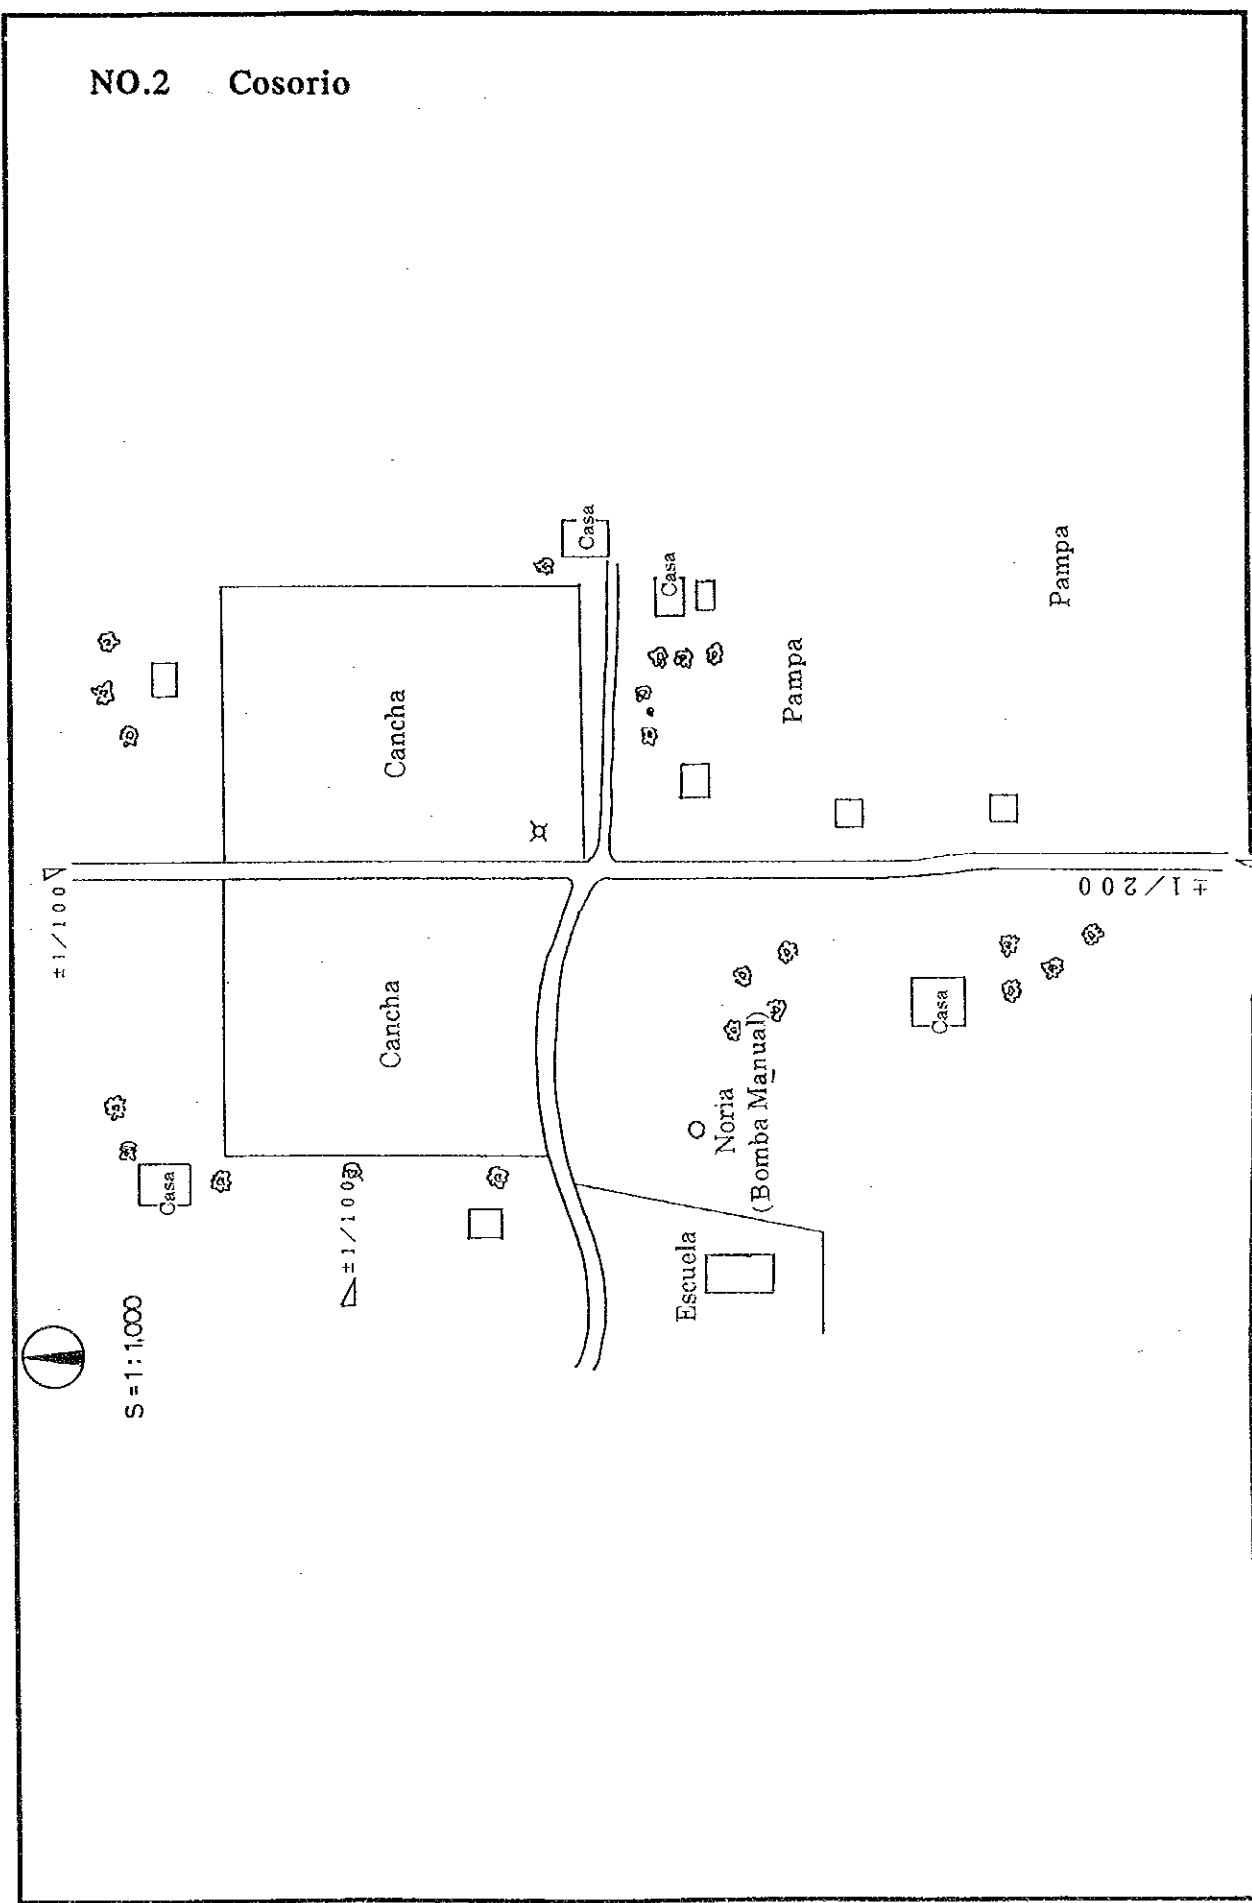 NO.2 Cosorio
±1/100
S=1:1,000
Casa
±1/100
Cancha
Cancha
Casa
Casa
Escuela
Noria
(Bomba Manual)
Pampa
Casa
Pampa
±1/200